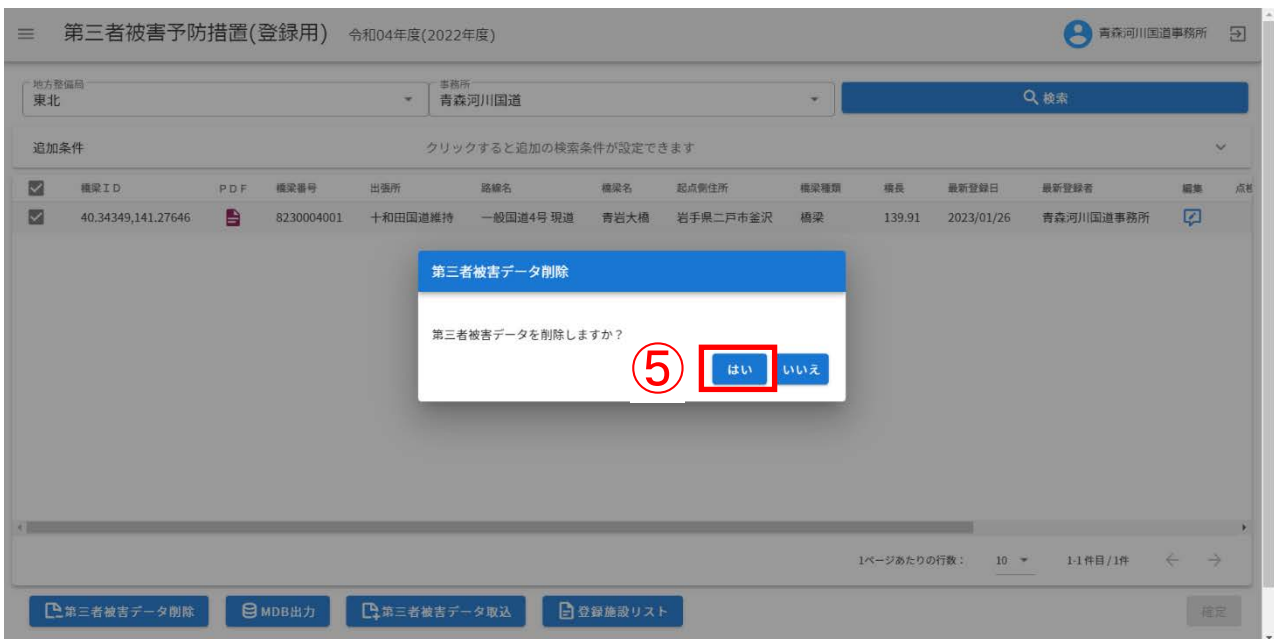 第三者被害予防措置(登録用) 令和04年度(2022年度) 青森河川国道事務所
地方整備局 事務所
東北 青森河川国道 検索
追加条件 クリックすると追加の検索条件が設定できます
橋梁ID PDF 橋梁番号 出張所 路線名 橋梁名 起点側住所 橋梁種類 橋長 最新登録日 最新登録者 編集
40.34349,141.27646 8230004001 十和田国道維持 一般国道4号 現道 青岩大橋 岩手県二戸市釜沢 橋梁 139.91 2023/01/26 青森河川国道事務所
第三者被害データ削除
第三者被害データを削除しますか?
⑤ はい いいえ
1ページあたりの行数: 10 1-1 件目 / 1件
第三者被害データ削除 MDB出力 第三者被害データ取込 登録施設リスト 確定